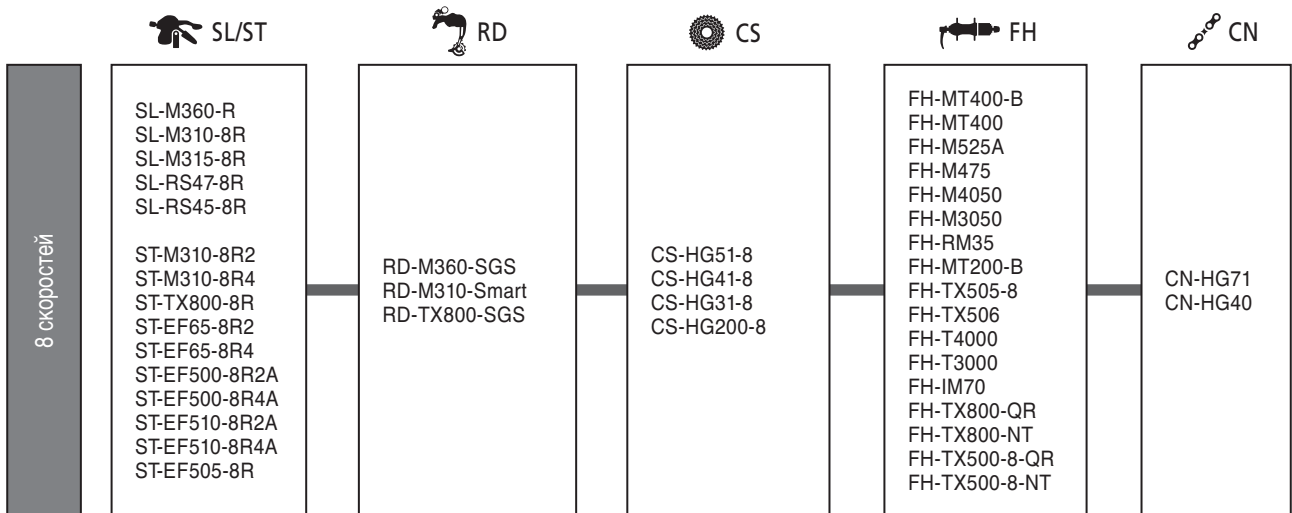 SL/ST
RD
CS
FH
CN
8 скоростей
SL-M360-R
SL-M310-8R
SL-M315-8R
SL-RS47-8R
SL-RS45-8R
ST-M310-8R2
ST-M310-8R4
ST-TX800-8R
ST-EF65-8R2
ST-EF65-8R4
ST-EF500-8R2A
ST-EF500-8R4A
ST-EF510-8R2A
ST-EF510-8R4A
ST-EF505-8R
RD-M360-SGS
RD-M310-Smart
RD-TX800-SGS
CS-HG51-8
CS-HG41-8
CS-HG31-8
CS-HG200-8
FH-MT400-B
FH-MT400
FH-M525A
FH-M475
FH-M4050
FH-M3050
FH-RM35
FH-MT200-B
FH-TX505-8
FH-TX506
FH-T4000
FH-T3000
FH-IM70
FH-TX800-QR
FH-TX800-NT
FH-TX500-8-QR
FH-TX500-8-NT
CN-HG71
CN-HG40